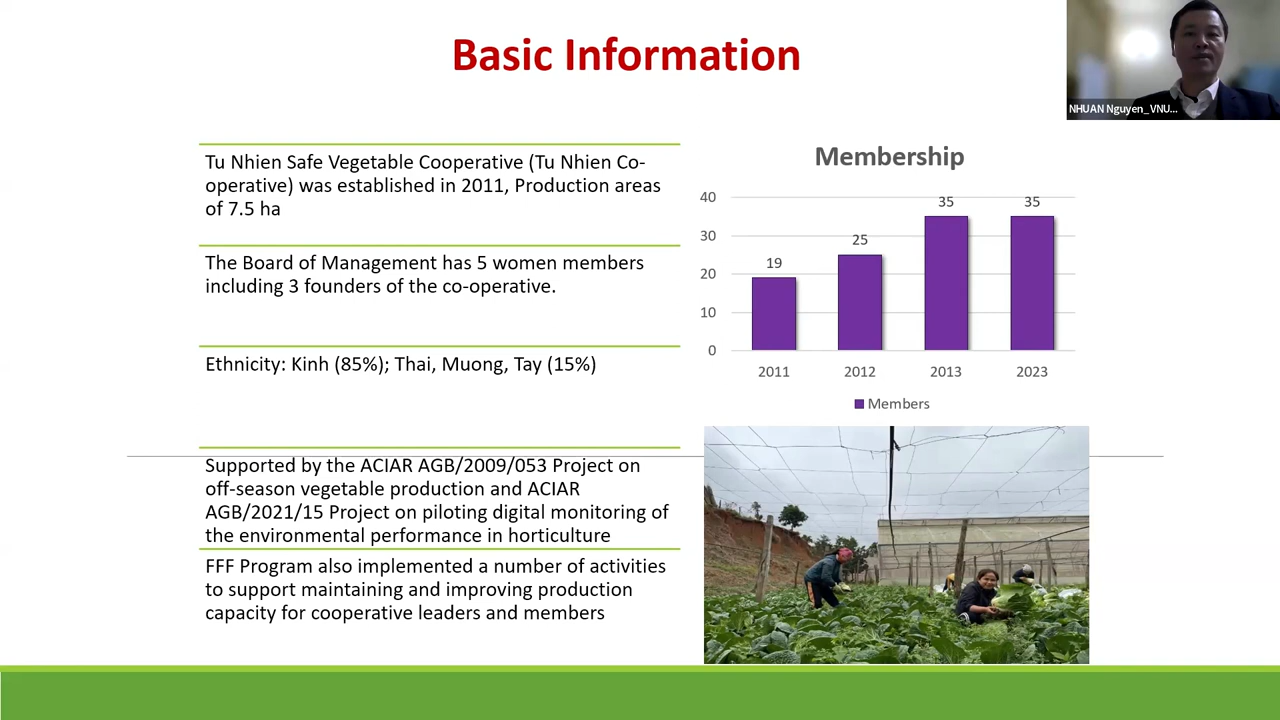 Basic Information
NHUAN Nguyen_VNU...
Tu Nhien Safe Vegetable Cooperative (Tu Nhien Co-
operative) was established in 2011, Production areas
of 7.5 ha
The Board of Management has 5 women members
including 3 founders of the co-operative.
Ethnicity: Kinh (85%); Thai, Muong, Tay (15%)
Supported by the ACIAR AGB/2009/053 Project on
off-season vegetable production and ACIAR
AGB/2021/15 Project on piloting digital monitoring of
the environmental performance in horticulture
FFF Program also implemented a number of activities
to support maintaining and improving production
capacity for cooperative leaders and members
Membership
40
30
20
10
0
19
25
35
35
2011
2012
2013
2023
Members